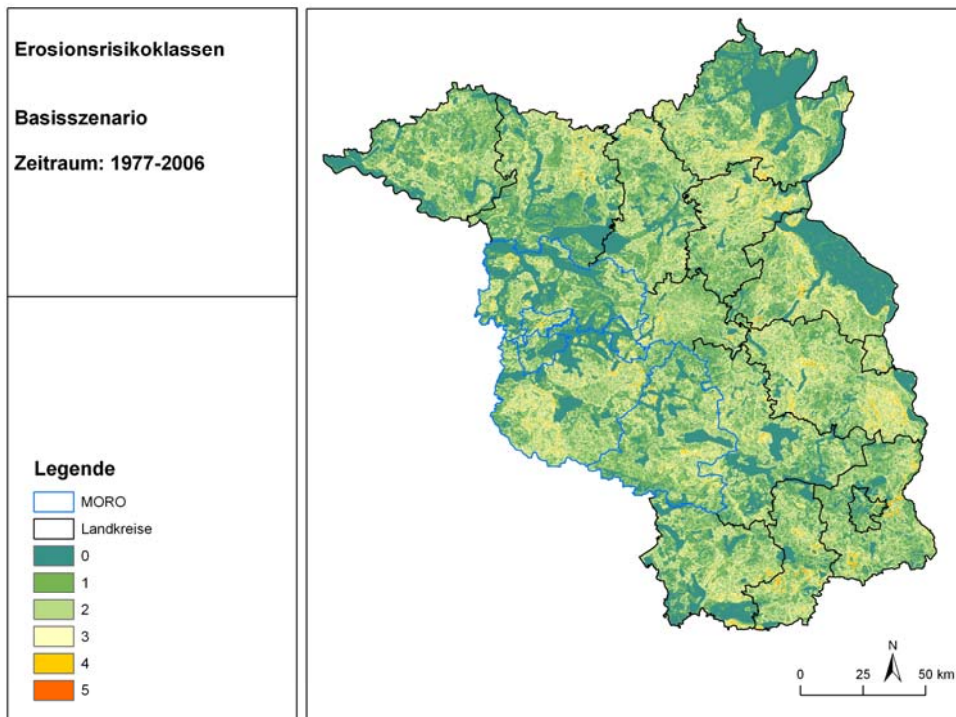 Erosionsrisikoklassen
Basisszenario
Zeitraum: 1977-2006
Legende
MORO
Landkreise
0
1
2
3
4
5
N
0 25 50 km